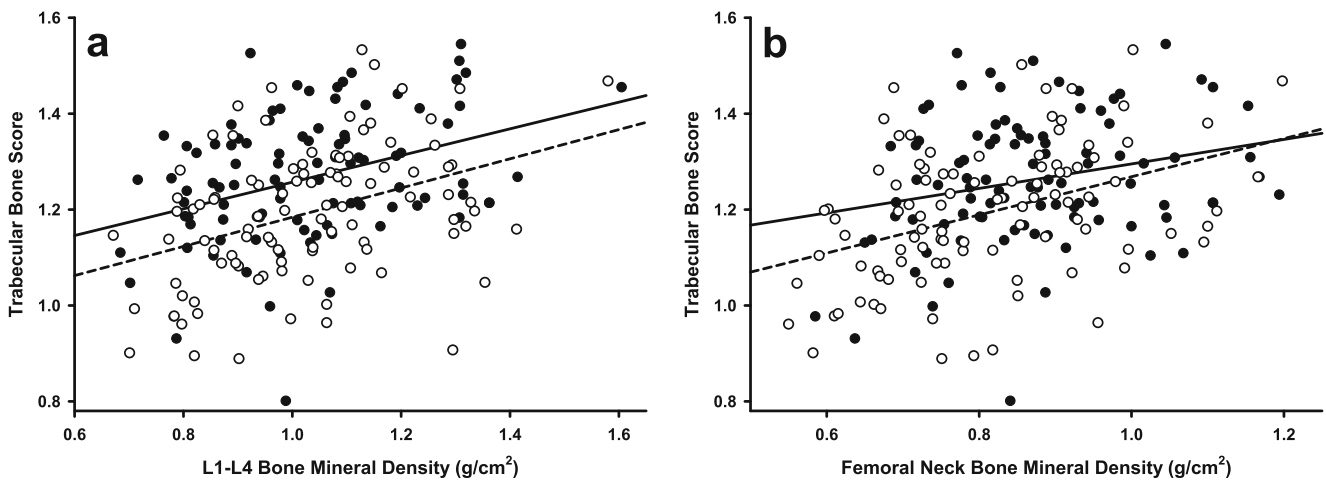 a
Trabecular Bone Score
1.6
1.4
1.2
1.0
0.8
0.6 0.8 1.0 1.2 1.4 1.6
L1-L4 Bone Mineral Density (g/cm²)
b
Trabecular Bone Score
1.6
1.4
1.2
1.0
0.8
0.6 0.8 1.0 1.2
Femoral Neck Bone Mineral Density (g/cm²)